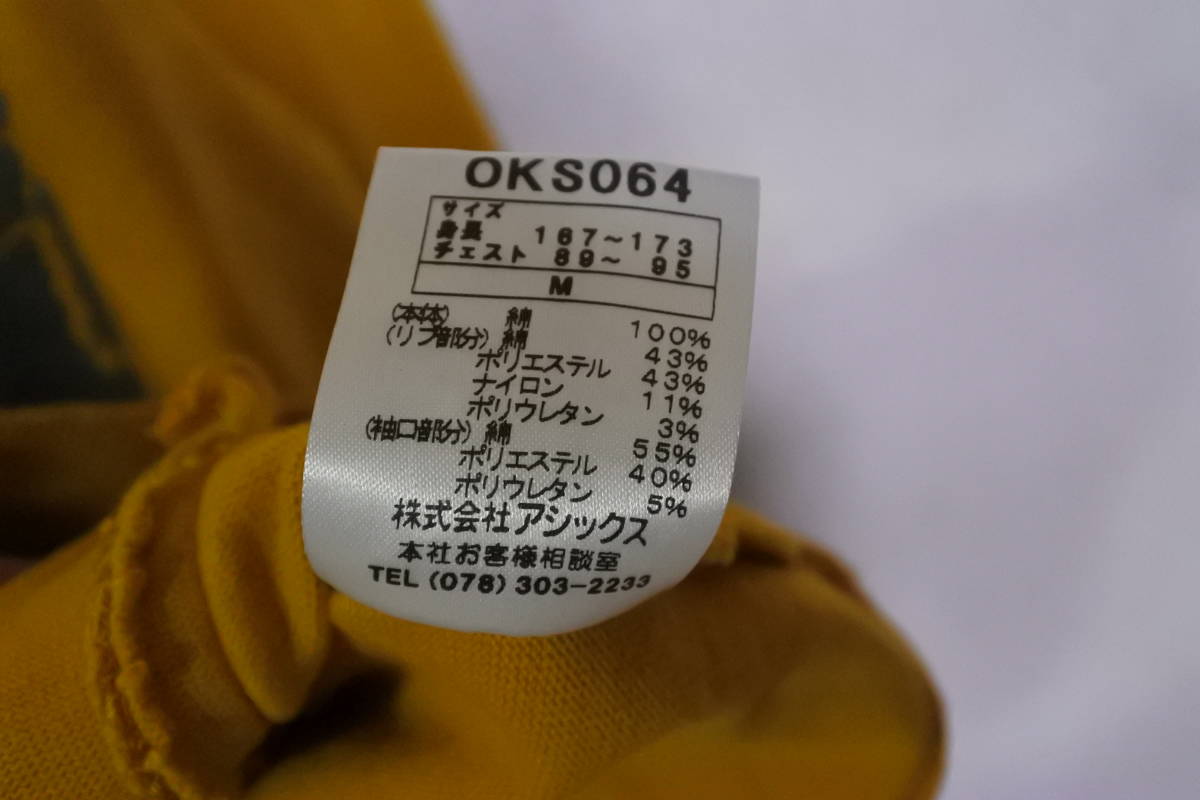 OKS064
サイズ
身長 167~173
チェスト 89~ 95
M
(本体) 綿 100%
(リブ部分) 綿 43%
ポリエステル 43%
ナイロン 11%
ポリウレタン 3%
(袖口部分) 綿 55%
ポリエステル 40%
ポリウレタン 5%
株式会社アシックス
本社お客様相談室
TEL (078) 303-2233